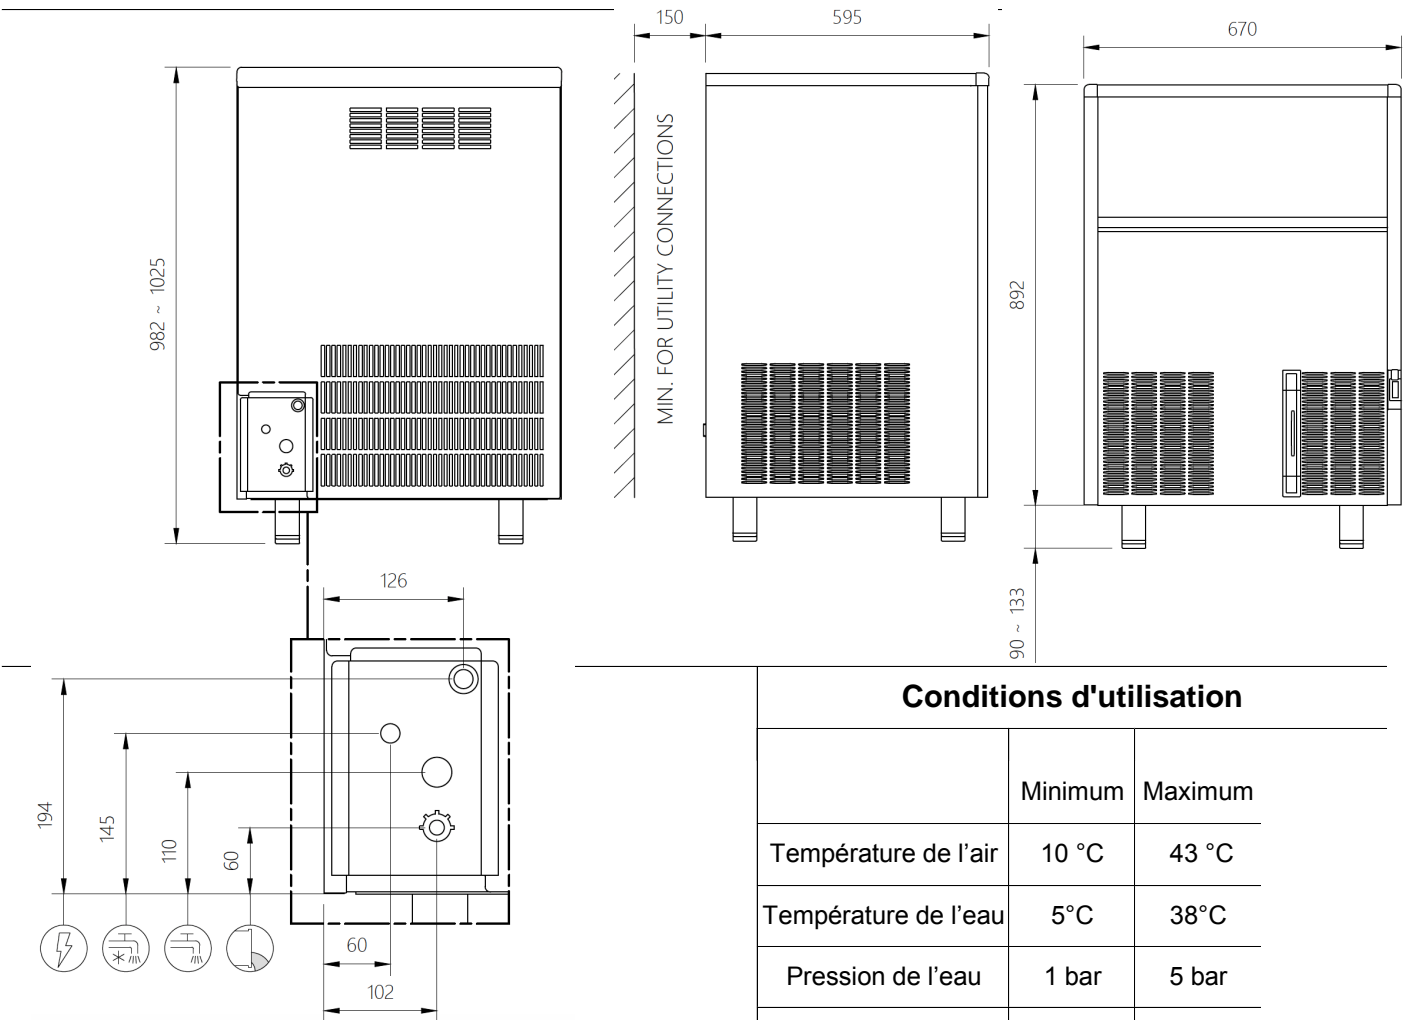 150
595
670
982 ~ 1025
MIN. FOR UTILITY CONNECTIONS
892
90 ~ 133
126
194
145
110
60
60
102
Conditions d'utilisation
Minimum Maximum
Température de l’air 10 °C 43 °C
Température de l’eau 5°C 38°C
Pression de l’eau 1 bar 5 bar